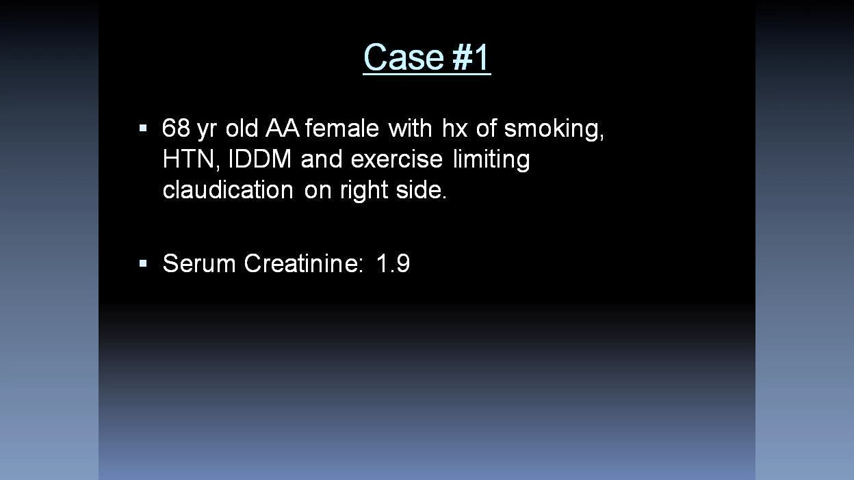 Case #1
▪ 68 yr old AA female with hx of smoking,
HTN, IDDM and exercise limiting
claudication on right side.
▪ Serum Creatinine: 1.9